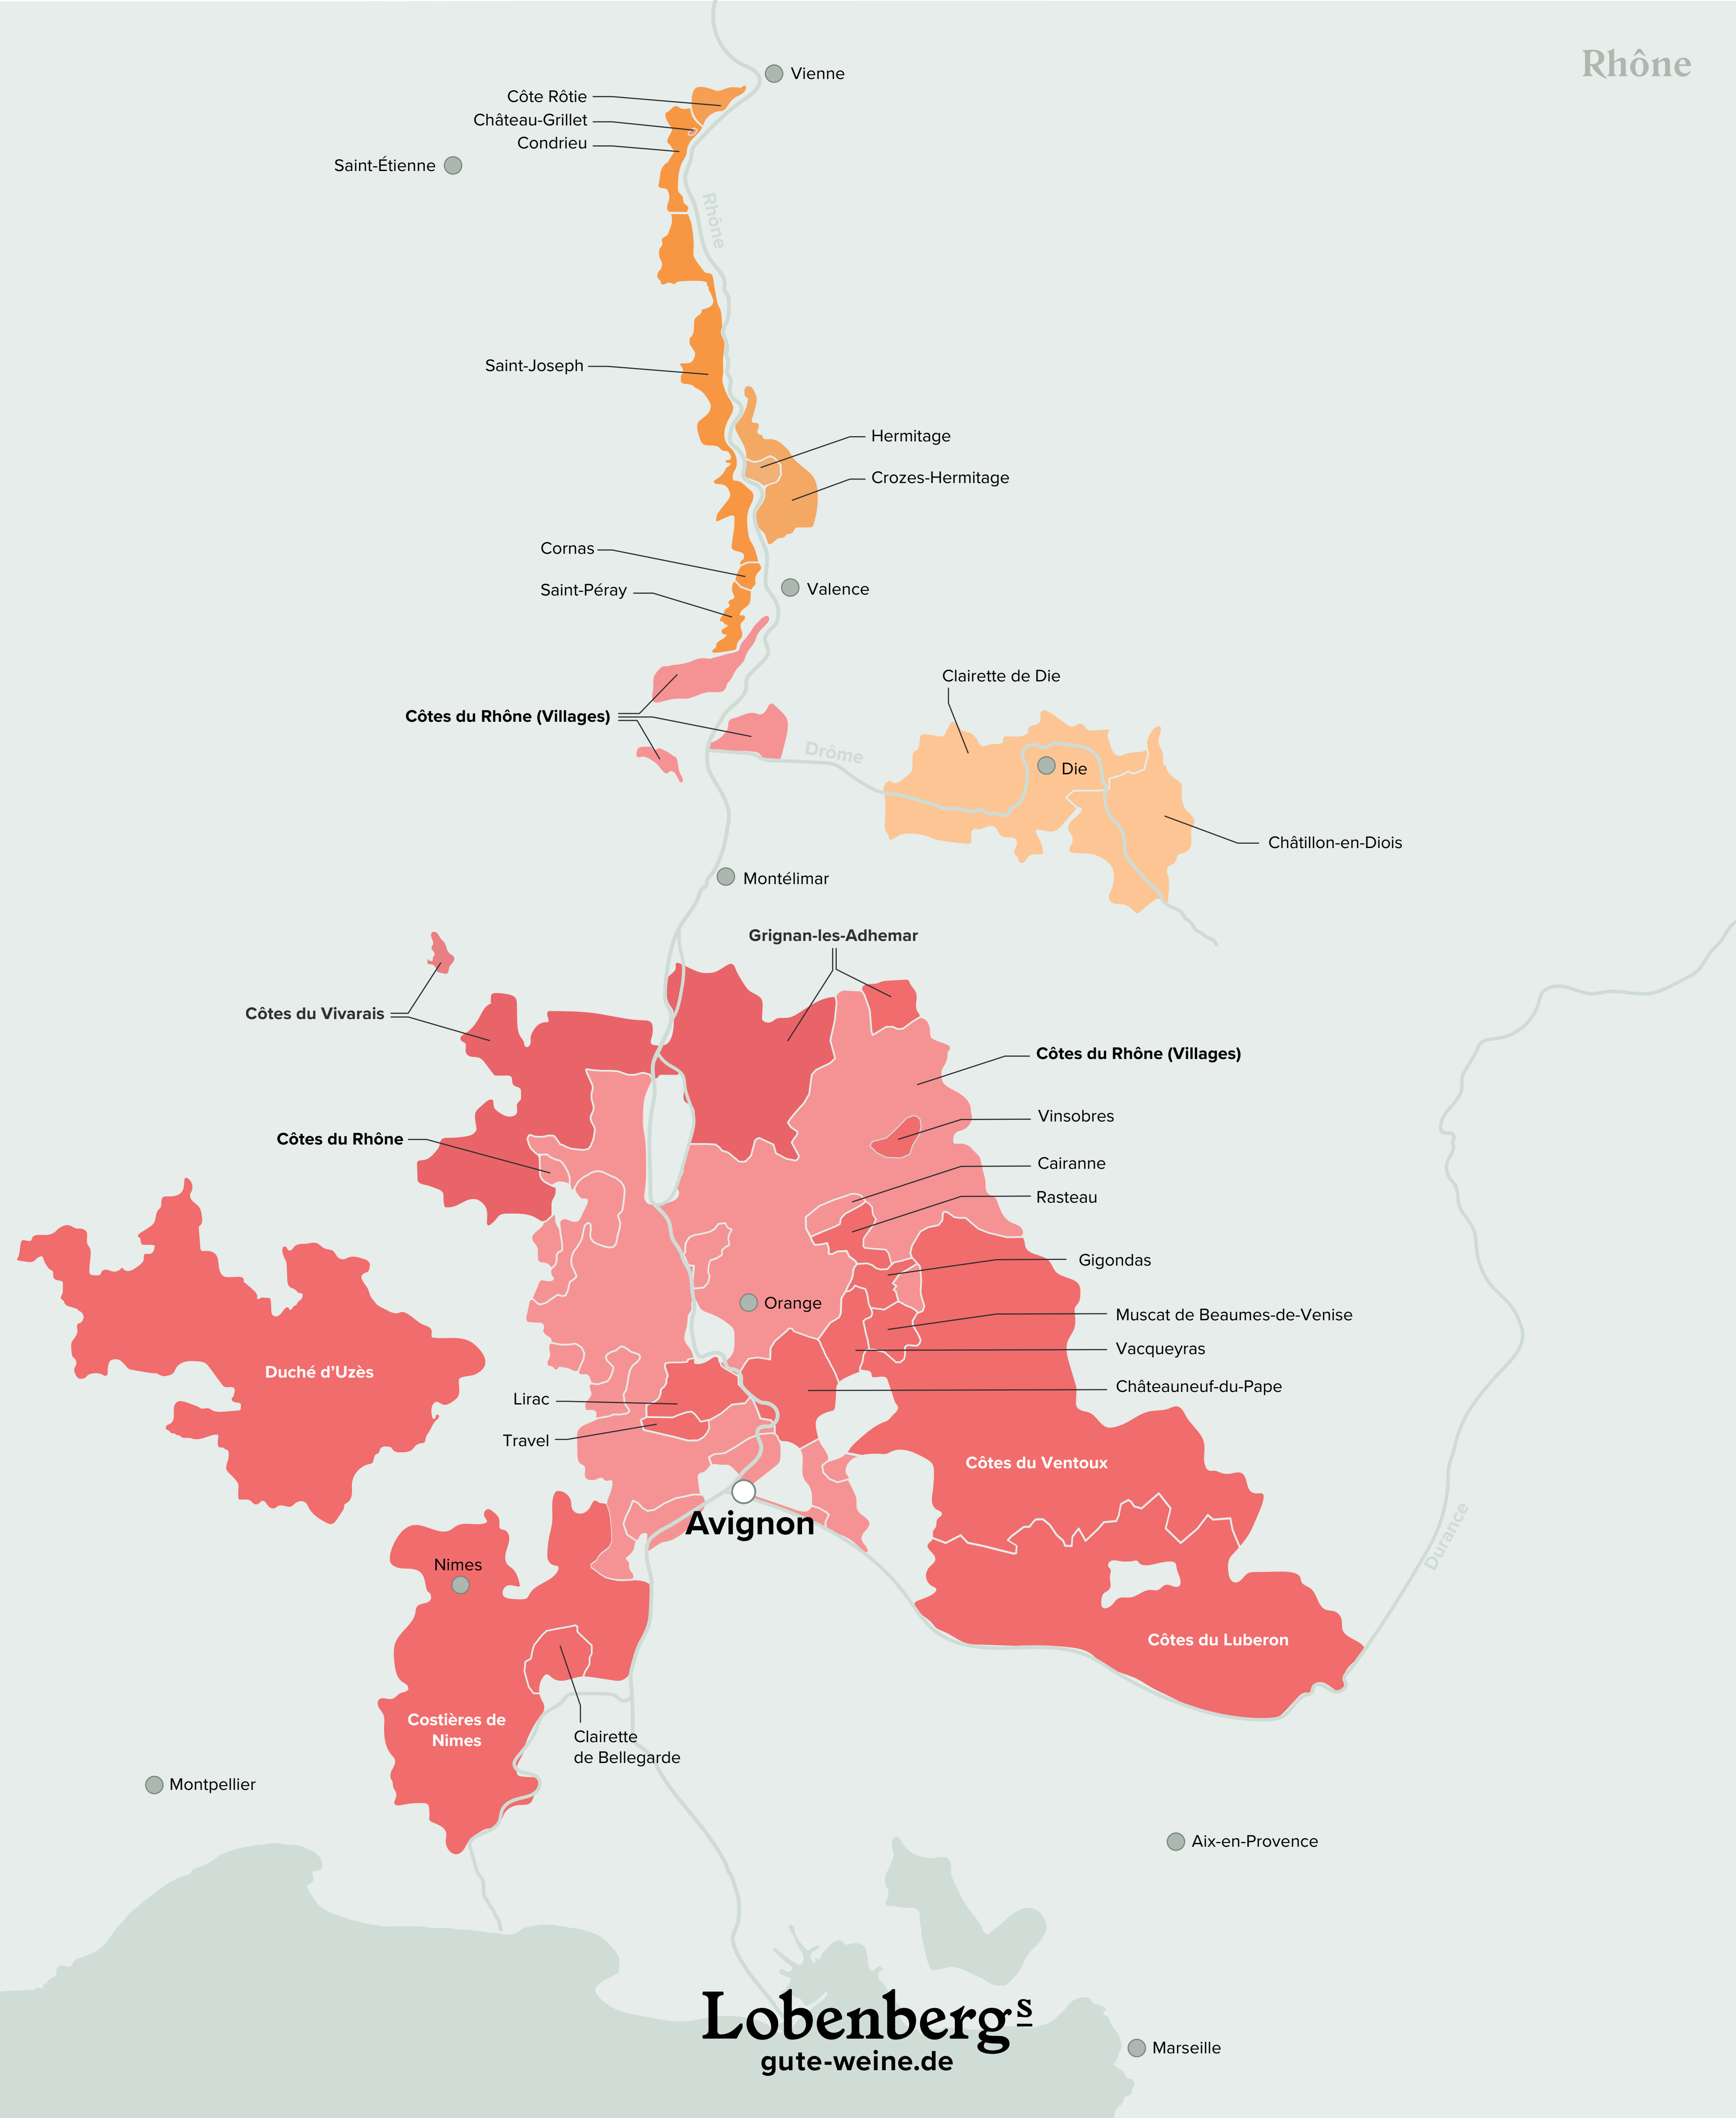 Rhône
Vienne
Côte Rôtie
Château-Grillet
Condrieu
Saint-Étienne
Rhône
Saint-Joseph
Hermitage
Crozes-Hermitage
Cornas
Saint-Péray
Valence
Clairette de Die
Côtes du Rhône (Villages)
Drôme
Die
Châtillon-en-Diois
Montélimar
Grignan-les-Adhemar
Côtes du Vivarais
Côtes du Rhône (Villages)
Vinsobres
Côtes du Rhône
Cairanne
Rasteau
Gigondas
Orange
Muscat de Beaumes-de-Venise
Vacqueyras
Duché d'Uzès
Châteauneuf-du-Pape
Lirac
Travel
Côtes du Ventoux
Avignon
Durance
Nimes
Côtes du Luberon
Costières de
Nimes
Clairette
de Bellegarde
Montpellier
Aix-en-Provence
Lobenbergs
gute-weine.de
Marseille